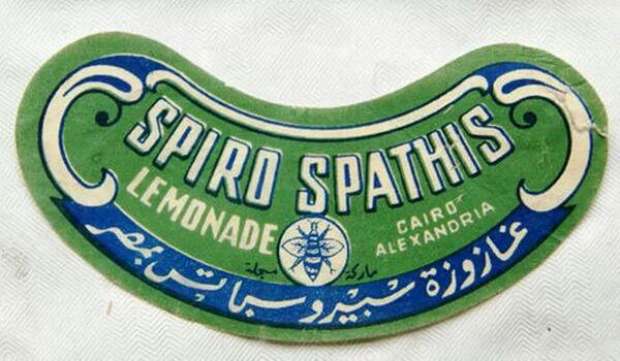 SPIRO SPATHIS
LEMONADE
CAIRO
ALEXANDRIA
ماركة مسجلة
غازوزة سبيروسباتس بمصر